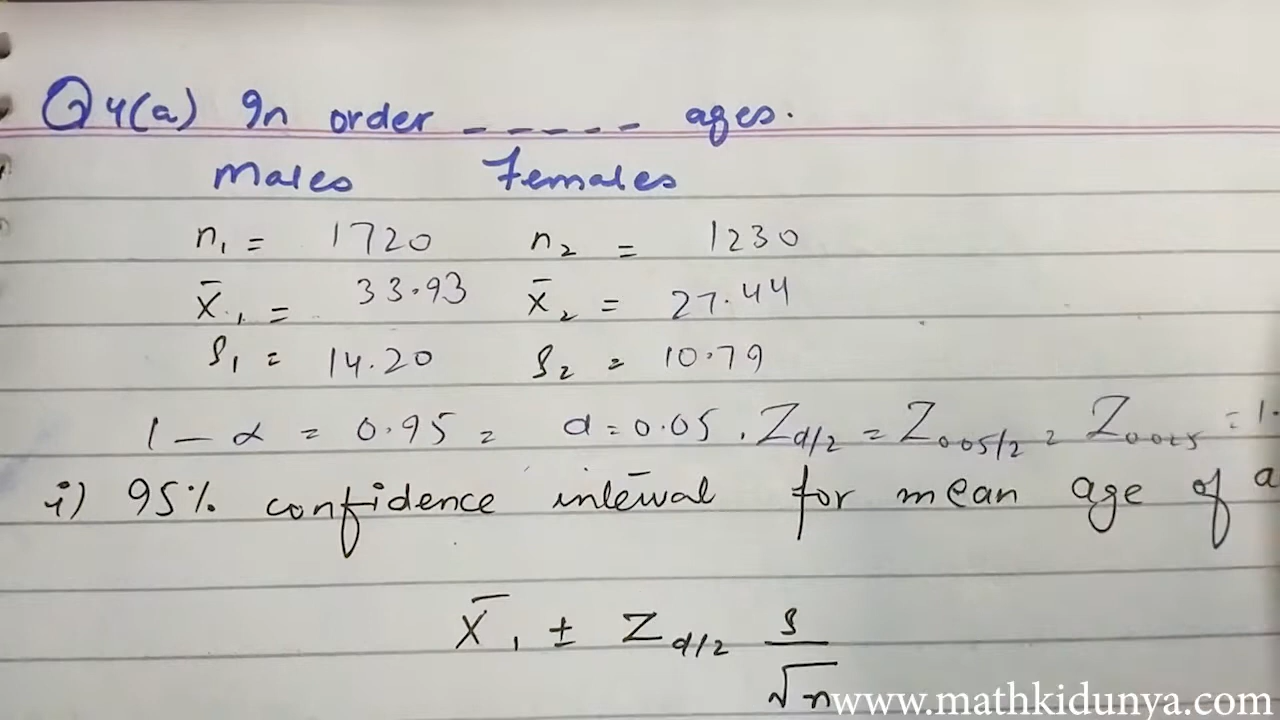 Q4(a) In order ----- ages.
Males Females
n₁ = 1720 n₂ = 1230
x̄₁ = 33.93 x̄₂ = 27.44
S₁ = 14.20 S₂ = 10.79
1 - α = 0.95 = α = 0.05 . Zα/2 = Z0.05/2 = Z0.025 = 1.
i) 95% confidence interval for mean age of a
X̄₁ ± Zα/2 S/√n
www.mathkidunya.com